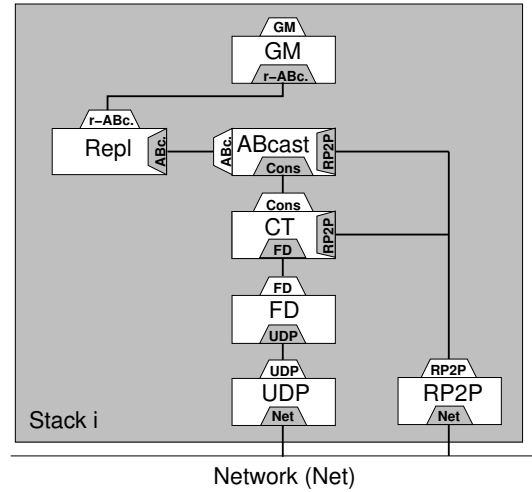 GM
GM
r-ABc.
r-ABc.
Repl
ABc.
ABc.
ABcast
RP2P
Cons
Cons
CT
RP2P
FD
FD
FD
UDP
UDP
UDP
Net
RP2P
RP2P
Net
Stack i
Network (Net)